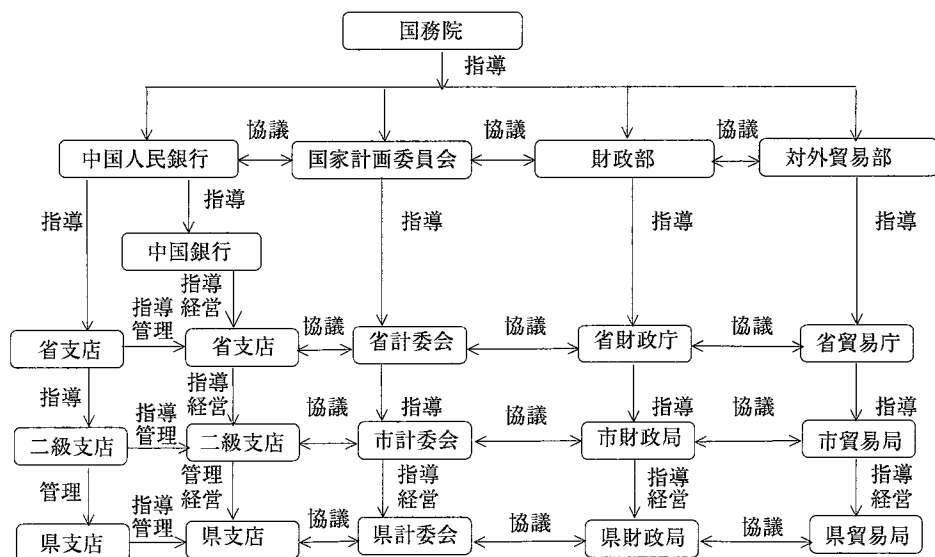 国務院
指導
協議
協議
協議
中国人民銀行
国家計画委員会
財政部
対外貿易部
指導
指導
指導
指導
指導
中国銀行
指導
経営
指導
管理
協議
協議
協議
省支店
省支店
省計委会
省財政庁
省貿易庁
指導
指導
経営
指導
指導
指導
指導
管理
協議
協議
協議
二級支店
二級支店
市計委会
市財政局
市貿易局
管理
管理
経営
指導
経営
指導
経営
指導
経営
指導
管理
協議
協議
協議
県支店
県支店
県計委会
県財政局
県貿易局